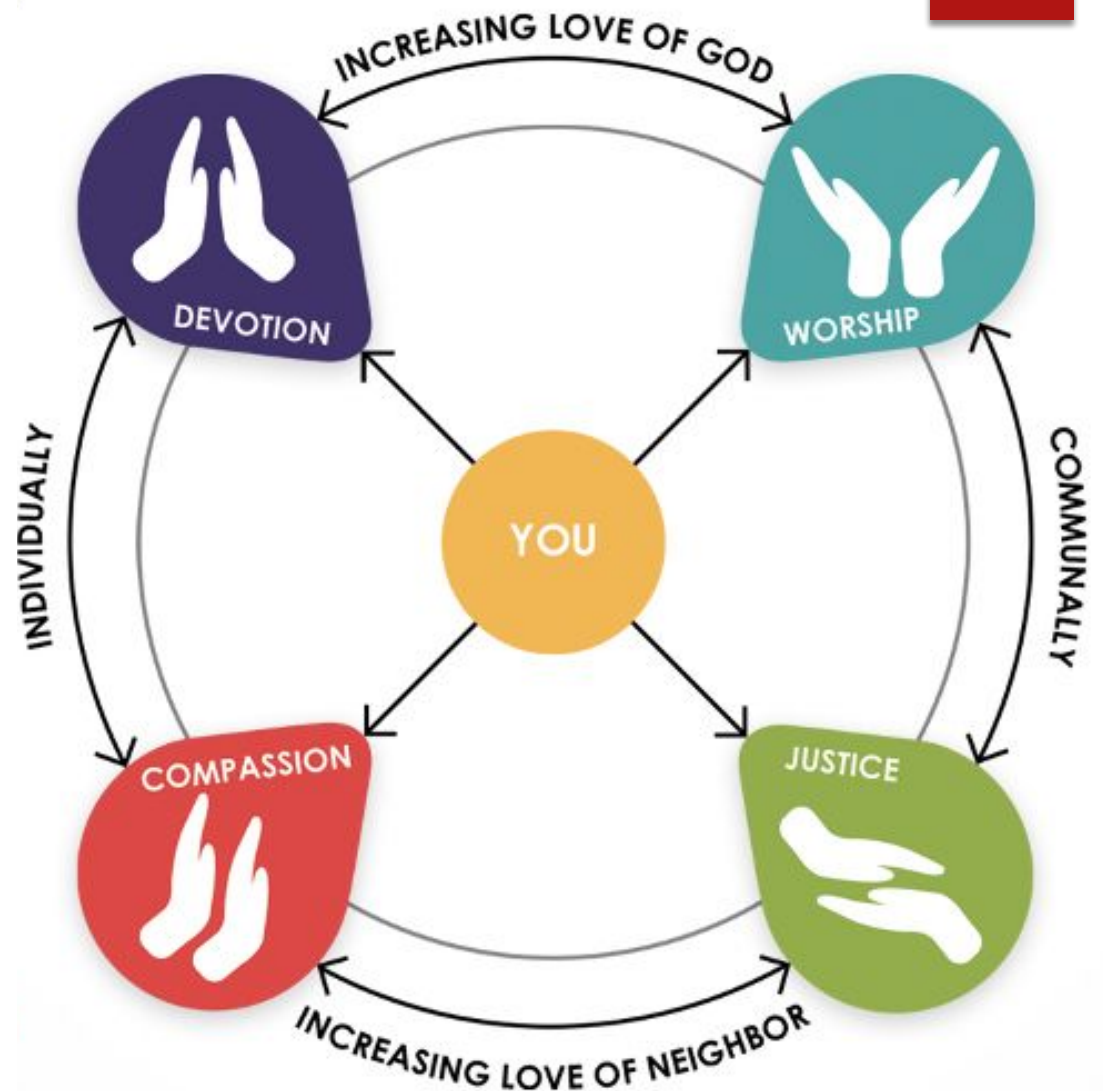 INCREASING LOVE OF GOD
DEVOTION
WORSHIP
INDIVIDUALLY
YOU
COMMUNALLY
COMPASSION
JUSTICE
INCREASING LOVE OF NEIGHBOR